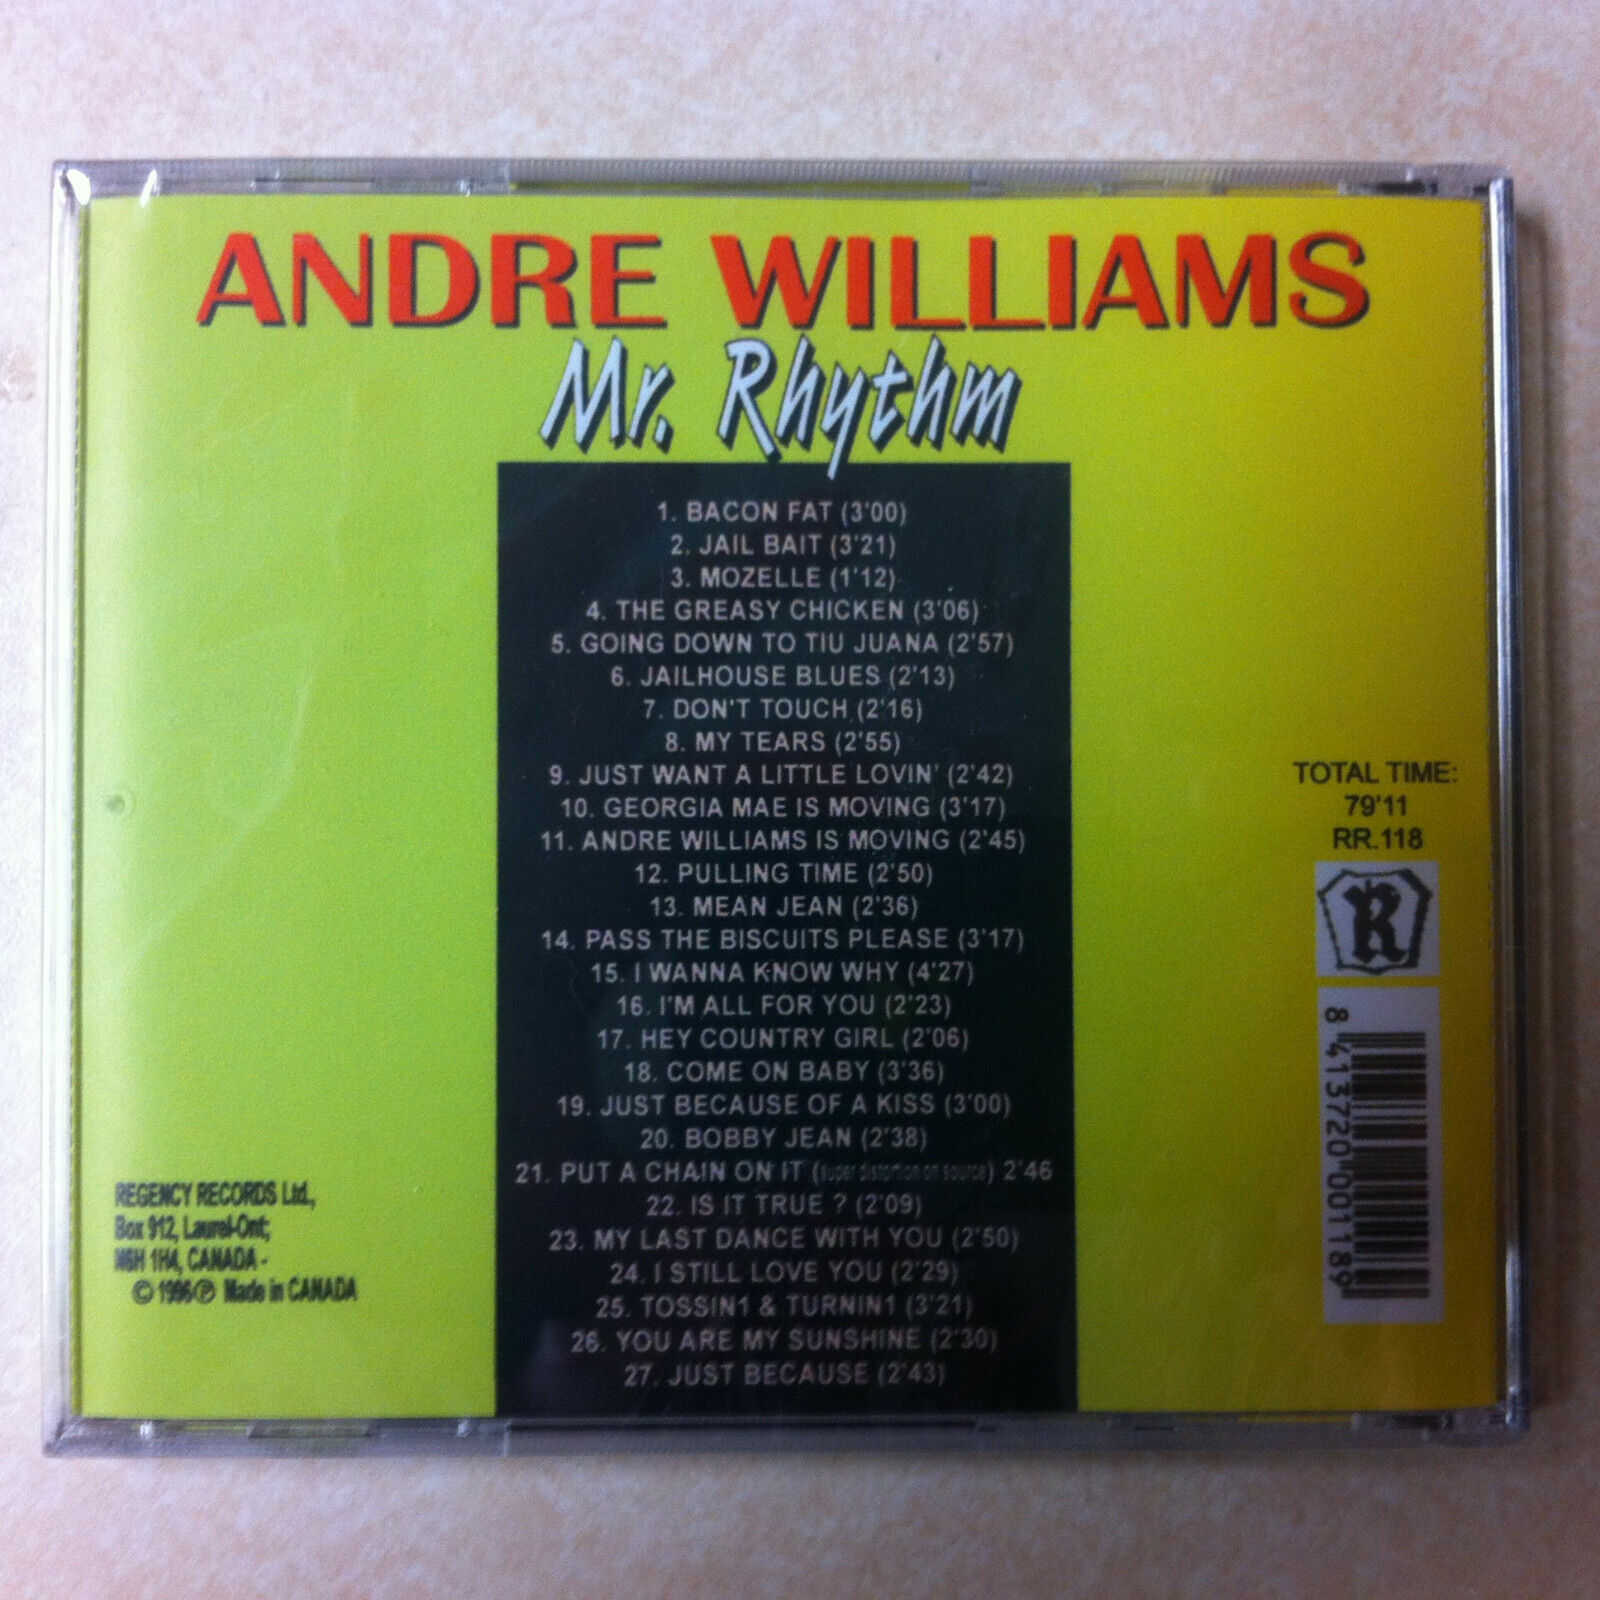 ANDRE WILLIAMS
Mr. Rhythm
1. BACON FAT (3'00)
2. JAIL BAIT (3'21)
3. MOZELLE (1'12)
4. THE GREASY CHICKEN (3'06)
5. GOING DOWN TO TIU JUANA (2'57)
6. JAILHOUSE BLUES (2'13)
7. DON'T TOUCH (2'16)
8. MY TEARS (2'55)
9. JUST WANT A LITTLE LOVIN' (2'42)
10. GEORGIA MAE IS MOVING (3'17)
11. ANDRE WILLIAMS IS MOVING (2'45)
12. PULLING TIME (2'50)
13. MEAN JEAN (2'36)
14. PASS THE BISCUITS PLEASE (3'17)
15. I WANNA KNOW WHY (4'27)
16. I'M ALL FOR YOU (2'23)
17. HEY COUNTRY GIRL (2'06)
18. COME ON BABY (3'36)
19. JUST BECAUSE OF A KISS (3'00)
20. BOBBY JEAN (2'38)
21. PUT A CHAIN ON IT (super distortion on source) 2'46
22. IS IT TRUE ? (2'09)
23. MY LAST DANCE WITH YOU (2'50)
24. I STILL LOVE YOU (2'29)
25. TOSSIN1 & TURNIN1 (3'21)
26. YOU ARE MY SUNSHINE (2'30)
27. JUST BECAUSE (2'43)
REGENCY RECORDS Ltd.,
Box 912, Laurel-Ont;
M6H 1H4, CANADA -
© 1996 ℗ Made in CANADA
TOTAL TIME:
79'11
RR.118
R
8 413720 001189